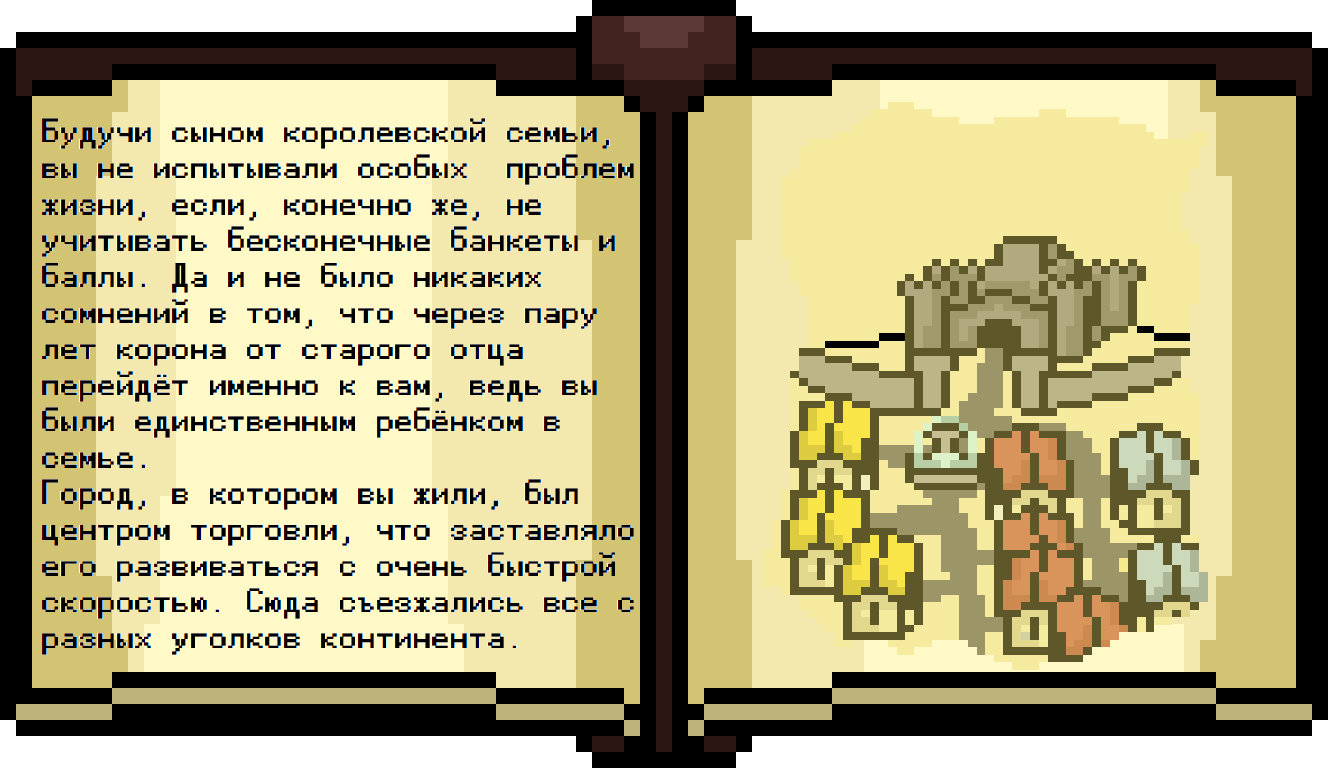 Будучи сыном королевской семьи,
вы не испытывали особых  проблем
жизни, если, конечно же, не
учитывать бесконечные банкеты и
баллы. Да и не было никаких
сомнений в том, что через пару
лет корона от старого отца
перейдёт именно к вам, ведь вы
были единственным ребёнком в
семье.
Город, в котором вы жили, был
центром торговли, что заставляло
его развиваться с очень быстрой
скоростью. Сюда съезжались все с
разных уголков континента.